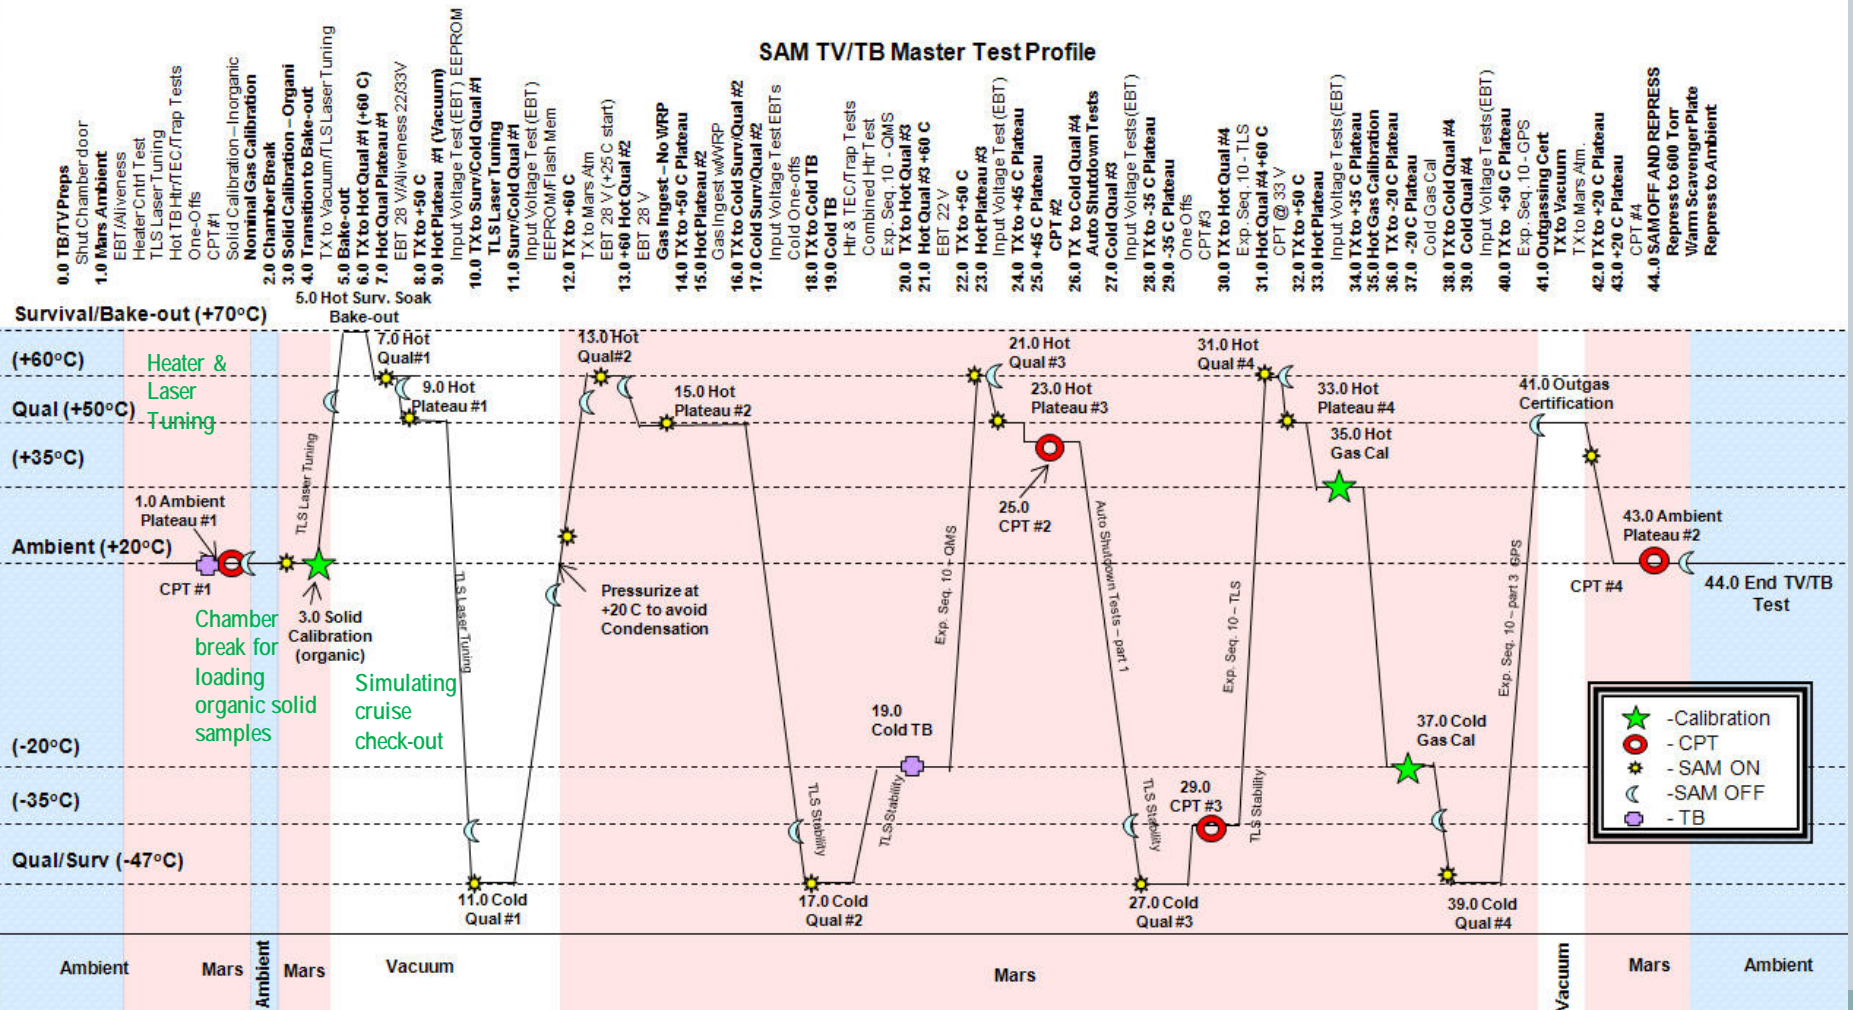 SAM TV/TB Master Test Profile
0.0 TB/TV Preps
Shut Chamber door
1.0 Mars Ambient
EBT/Aliveness
Heater Cntrl Test
TLS Laser Tuning
Hot TB Htr/TEC/Trap Tests
One-Offs
CPT #1
Solid Calibration–Inorganic
Nominal Gas Calibration
2.0 Chamber Break
3.0 Solid Calibration – Organi
4.0 Transition to Bake-out
TX to Vacuum/TLS Laser Tuning
5.0 Bake-out
6.0 TX to Hot Qual #1 (+60 C)
7.0 Hot Qual Plateau #1
EBT 28 V/Aliveness 22/33V
8.0 TX to +50 C
9.0 Hot Plateau #1 (Vacuum)
Input Voltage Test (EBT) EEPROM
10.0 TX to Surv/Cold Qual #1
TLS Laser Tuning
11.0 Surv/Cold Qual #1
Input Voltage Test (EBT)
EEPROM/Flash Mem
12.0 TX to +60 C
TX to Mars Atm
EBT 28 V (+25 C start)
13.0 +60 Hot Qual #2
EBT 28 V
Gas Ingest – No WRP
14.0 TX to +50 C Plateau
15.0 Hot Plateau #2
Gas Ingest wWRP
16.0 TX to Cold Surv/Qual #2
17.0 Cold Surv/Qual #2
Input Voltage Test EBTs
Cold One-offs
18.0 TX to Cold TB
19.0 Cold TB
Htr & TEC/Trap Tests
Combined Htr Test
Exp. Seq. 10 - QMS
20.0 TX to Hot Qual #3
21.0 Hot Qual #3 +60 C
EBT 22 V
22.0 TX to +50 C
23.0 Hot Plateau #3
Input Voltage Test (EBT)
24.0 TX to +45 C Plateau
25.0 +45 C Plateau
CPT #2
26.0 TX to Cold Qual #4
Auto Shutdown Tests
27.0 Cold Qual #3
Input Voltage Tests (EBT)
28.0 TX to -35 C Plateau
29.0 -35 C Plateau
One Offs
CPT #3
30.0 TX to Hot Qual #4
Exp. Seq. 10 - TLS
31.0 Hot Qual #4 +60 C
CPT @ 33 V
32.0 TX to +50 C
33.0 Hot Plateau
Input Voltage Tests (EBT)
34.0 TX to +35 C Plateau
35.0 Hot Gas Calibration
36.0 TX to -20 C Plateau
37.0 -20 C Plateau
Cold Gas Cal
38.0 TX to Cold Qual #4
39.0 Cold Qual #4
Input Voltage Tests (EBT)
40.0 TX to +50 C Plateau
Exp. Seq. 10 - GPS
41.0 Outgassing Cert
TX to Vacuum
TX to Mars Atm.
42.0 TX to +20 C Plateau
43.0 +20 C Plateau
CPT #4
44.0 SAM OFF AND REPRESS
Repress to 600 Torr
Warm Scavenger Plate
Repress to Ambient
Survival/Bake-out (+70°C)
(+60°C)
Qual (+50°C)
(+35°C)
Ambient (+20°C)
(-20°C)
(-35°C)
Qual/Surv (-47°C)
Heater &
Laser
Tuning
1.0 Ambient
Plateau #1
CPT #1
Chamber
break for
loading
organic solid
samples
3.0 Solid
Calibration
(organic)
TLS Laser Tuning
5.0 Hot Surv. Soak
Bake-out
7.0 Hot
Qual#1
9.0 Hot
Plateau #1
Simulating
cruise
check-out
TLS Laser Tuning
11.0 Cold
Qual #1
Pressurize at
+20 C to avoid
Condensation
13.0 Hot
Qual#2
15.0 Hot
Plateau #2
TLS Stability
17.0 Cold
Qual #2
TLS Stability
19.0
Cold TB
Exp. Seq. 10 – QMS
21.0 Hot
Qual #3
23.0 Hot
Plateau #3
25.0
CPT #2
Auto Shutdown Tests – part 1
TLS Stability
27.0 Cold
Qual #3
29.0
CPT #3
Exp. Seq. 10 – TLS
TLS Stability
31.0 Hot
Qual #4
33.0 Hot
Plateau #4
35.0 Hot
Gas Cal
37.0 Cold
Gas Cal
39.0 Cold
Qual #4
Exp. Seq. 10 – part 3 GPS
41.0 Outgas
Certification
43.0 Ambient
Plateau #2
CPT #4
44.0 End TV/TB
Test
-Calibration
- CPT
- SAM ON
-SAM OFF
- TB
Ambient
Mars
Ambient
Mars
Vacuum
Mars
Vacuum
Mars
Ambient